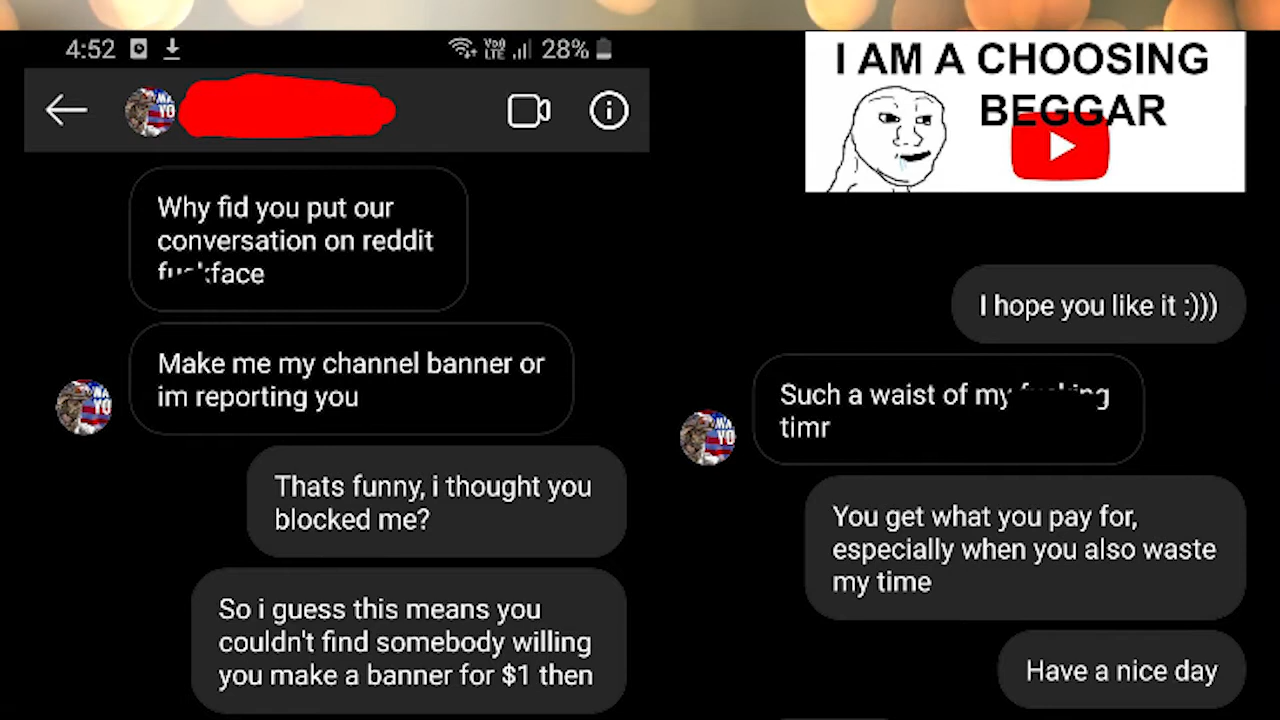 4:52
Vo))
LTE
28%
Why fid you put our
conversation on reddit
Make me my channel banner or
im reporting you
Thats funny, i thought you
blocked me?
So i guess this means you
couldn't find somebody willing
you make a banner for $1 then
I AM A CHOOSING
BEGGAR
I hope you like it :)))
Such a waist of my
timr
You get what you pay for,
especially when you also waste
my time
Have a nice day